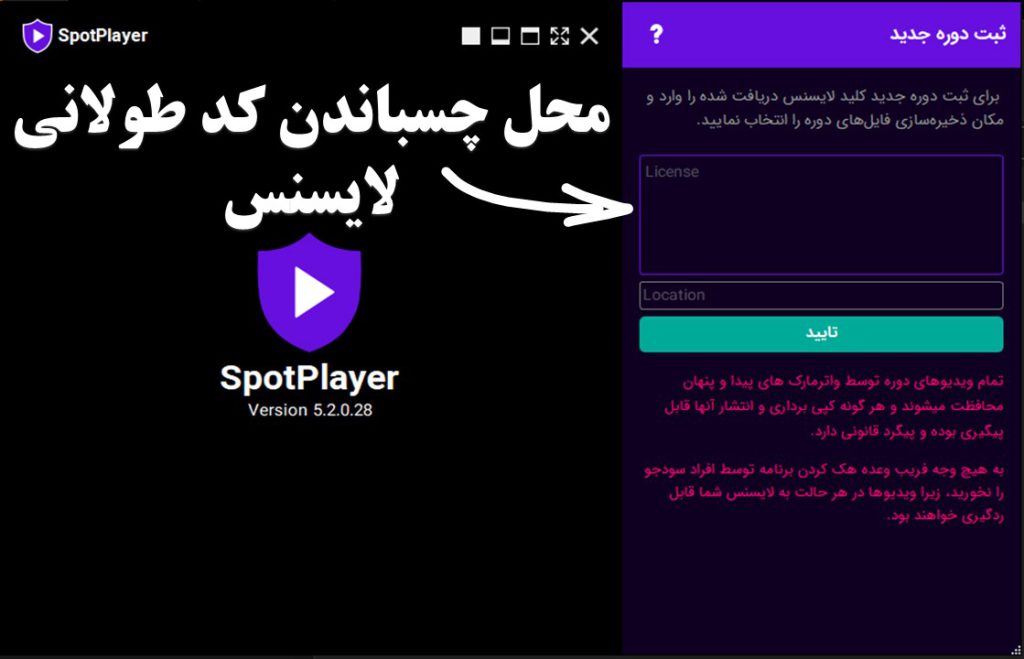 SpotPlayer
ثبت دوره جدید
?
محل چسباندن کد طولانی
لایسنس
SpotPlayer
Version 5.2.0.28
برای ثبت دوره جدید کلید لایسنس دریافت شده را وارد و
مکان ذخیره‌سازی فایل‌های دوره را انتخاب نمایید.
License
Location
تایید
تمام ویدیوهای دوره توسط واترمارک های پیدا و پنهان
محافظت میشوند و هر گونه کپی برداری و انتشار آنها قابل
پیگیری بوده و پیگرد قانونی دارد.
به هیچ وجه فریب وعده هک کردن برنامه توسط افراد سودجو
را نخورید، زیرا ویدیوها در هر حالت به لایسنس شما قابل
ردگیری خواهند بود.